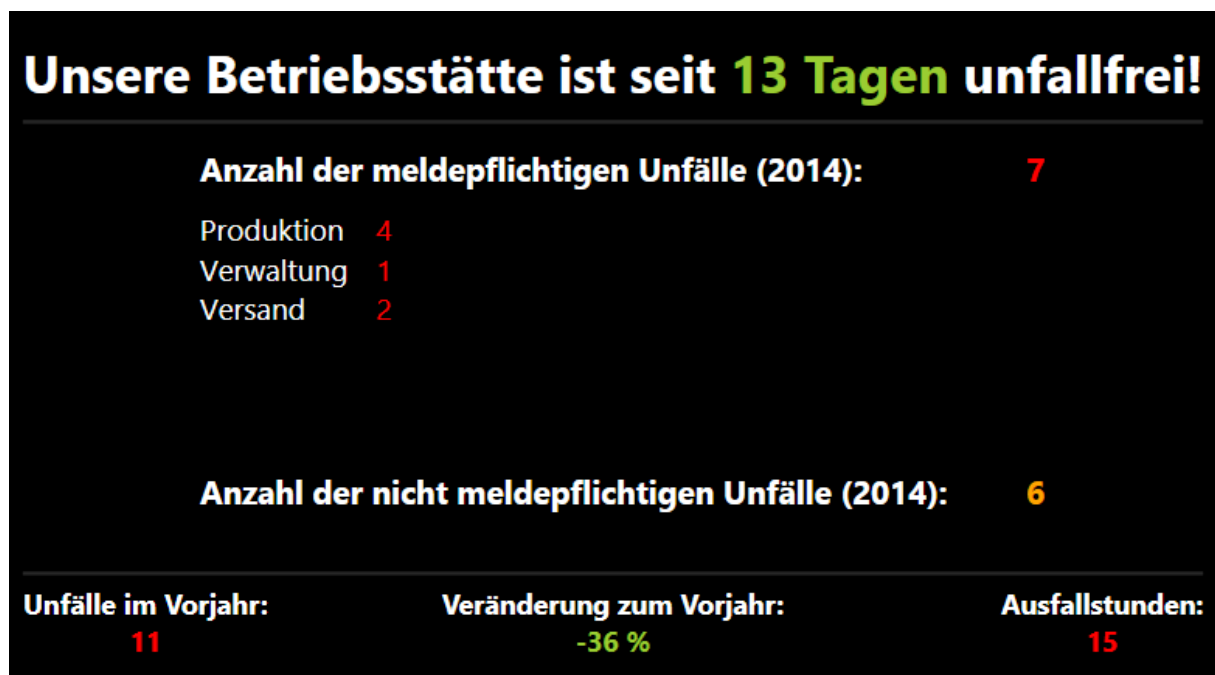 Unsere Betriebsstätte ist seit 13 Tagen unfallfrei!
Anzahl der meldepflichtigen Unfälle (2014): 7
Produktion 4
Verwaltung 1
Versand 2
Anzahl der nicht meldepflichtigen Unfälle (2014): 6
Unfälle im Vorjahr: Veränderung zum Vorjahr: Ausfallstunden:
11 -36 % 15